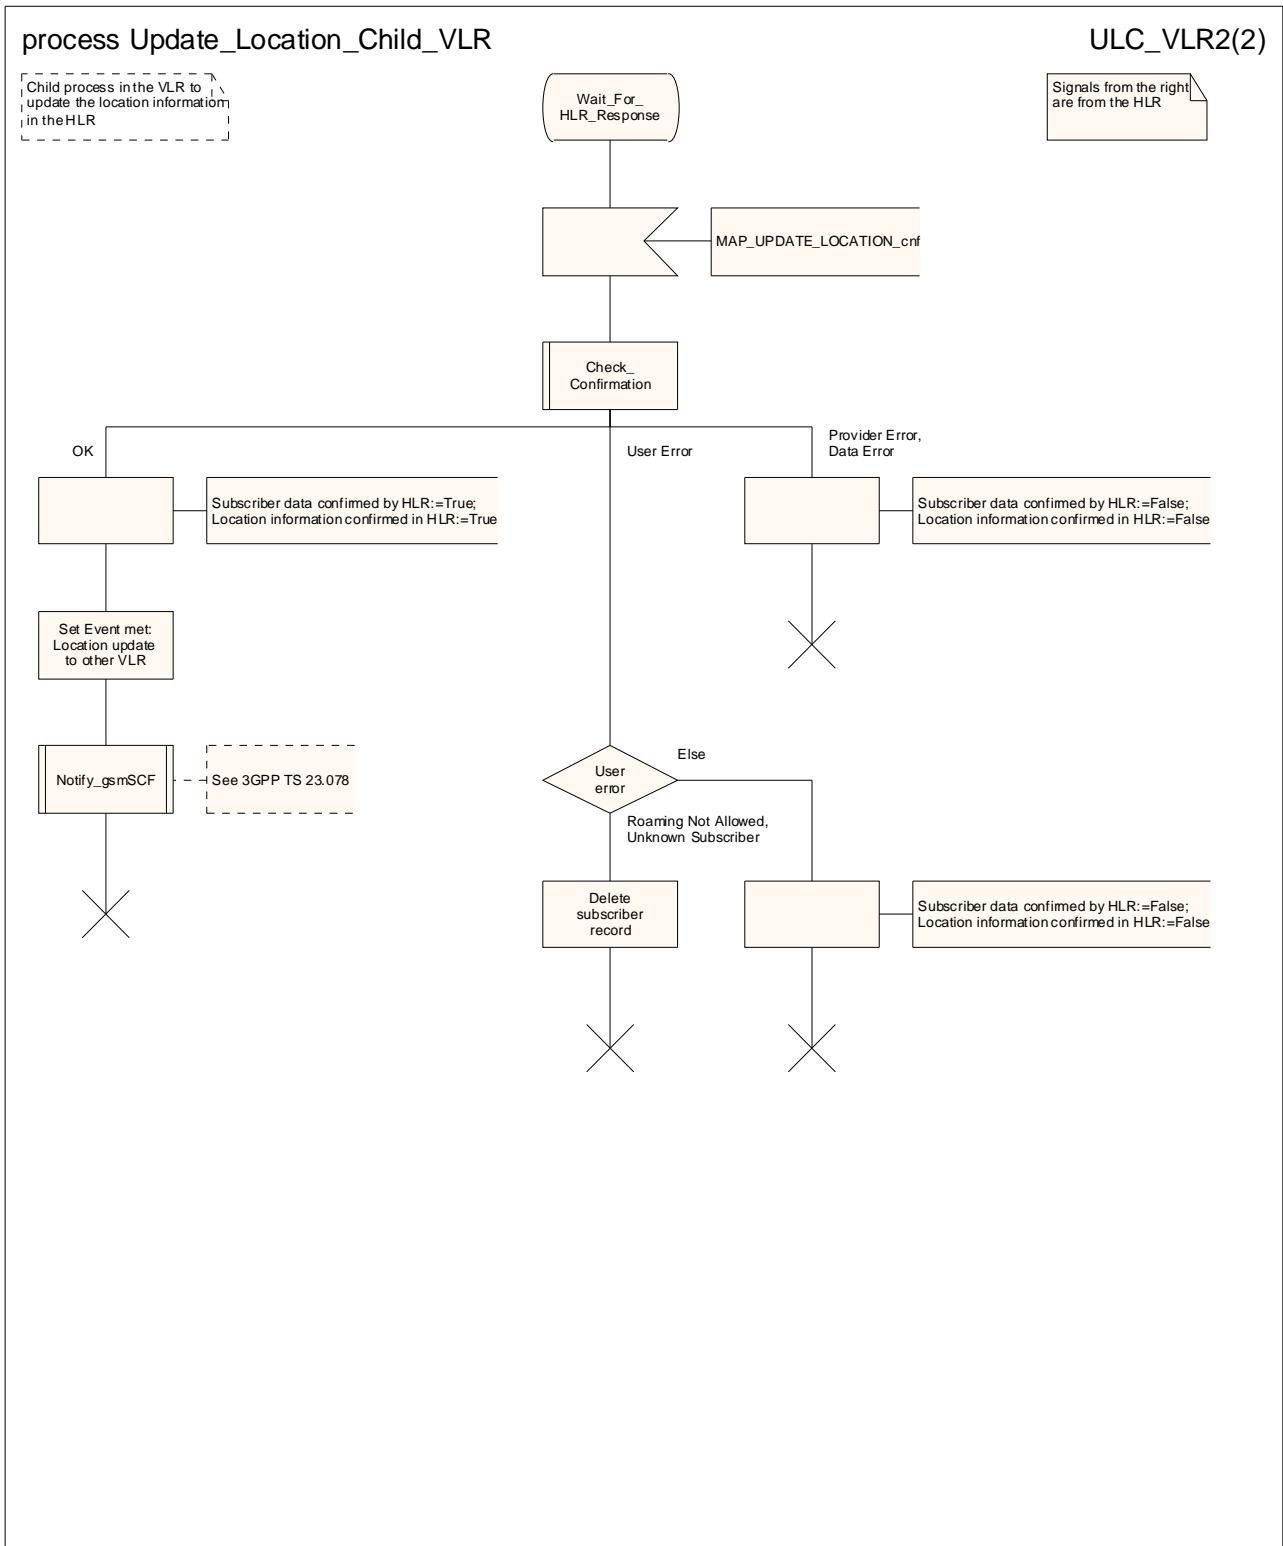 process Update_Location_Child_VLR
ULC_VLR2(2)
Child process in the VLR to
update the location information
in the HLR
Wait_For_
HLR_Response
Signals from the right
are from the HLR
MAP_UPDATE_LOCATION_cnf
Check_
Confirmation
OK
User Error
Provider Error,
Data Error
Subscriber data confirmed by HLR:=True;
Location information confirmed in HLR:=True
Subscriber data confirmed by HLR:=False;
Location information confirmed in HLR:=False
Set Event met:
Location update
to other VLR
Notify_gsmSCF
See 3GPP TS 23.078
User
error
Else
Roaming Not Allowed,
Unknown Subscriber
Delete
subscriber
record
Subscriber data confirmed by HLR:=False;
Location information confirmed in HLR:=False